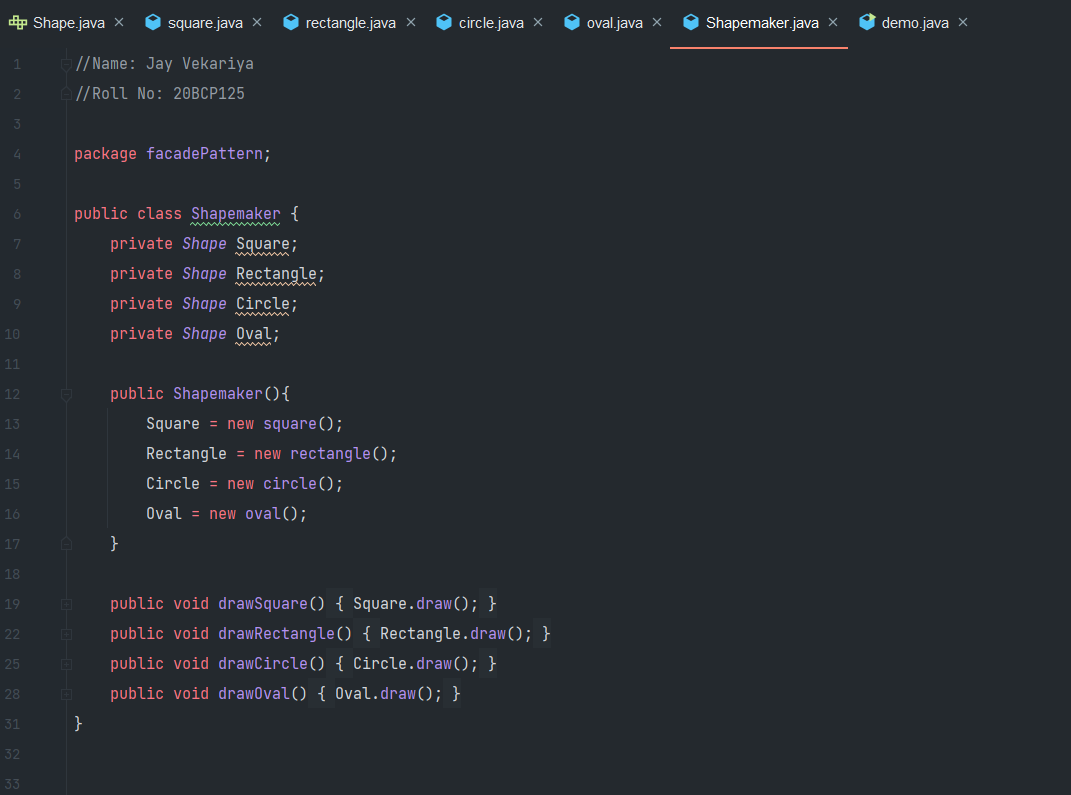 Shape.java square.java rectangle.java circle.java oval.java Shapemaker.java demo.java
1 //Name: Jay Vekariya
2 //Roll No: 20BCP125
3
4 package facadePattern;
5
6 public class Shapemaker {
7     private Shape Square;
8     private Shape Rectangle;
9     private Shape Circle;
10     private Shape Oval;
11
12     public Shapemaker(){
13         Square = new square();
14         Rectangle = new rectangle();
15         Circle = new circle();
16         Oval = new oval();
17     }
18
19     public void drawSquare() { Square.draw(); }
22     public void drawRectangle() { Rectangle.draw(); }
25     public void drawCircle() { Circle.draw(); }
28     public void drawOval() { Oval.draw(); }
31 }
32
33